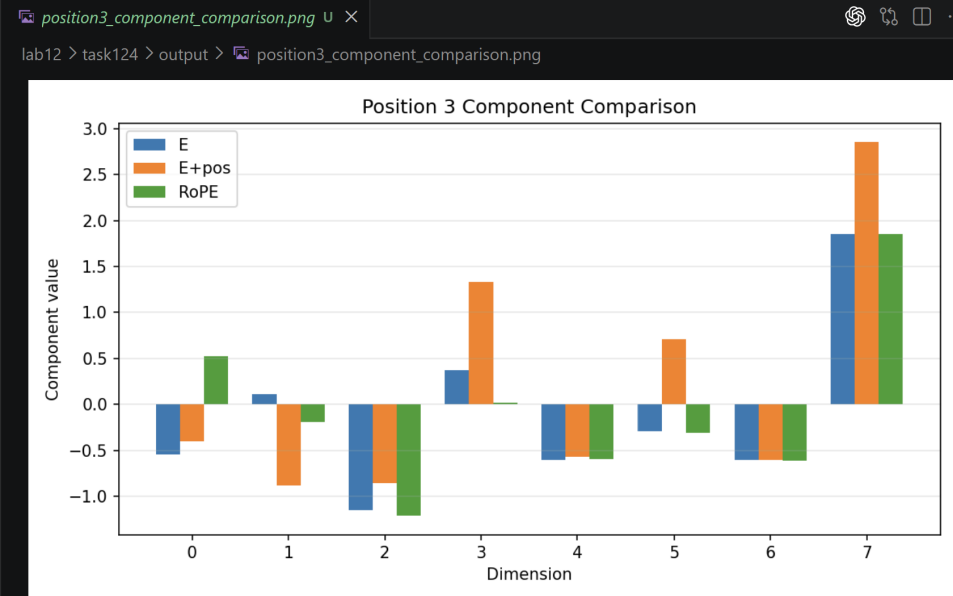 position3_component_comparison.png U
lab12 > task124 > output > position3_component_comparison.png
Position 3 Component Comparison
E
E+pos
RoPE
3.0
2.5
2.0
1.5
1.0
0.5
0.0
−0.5
−1.0
Component value
0 1 2 3 4 5 6 7
Dimension